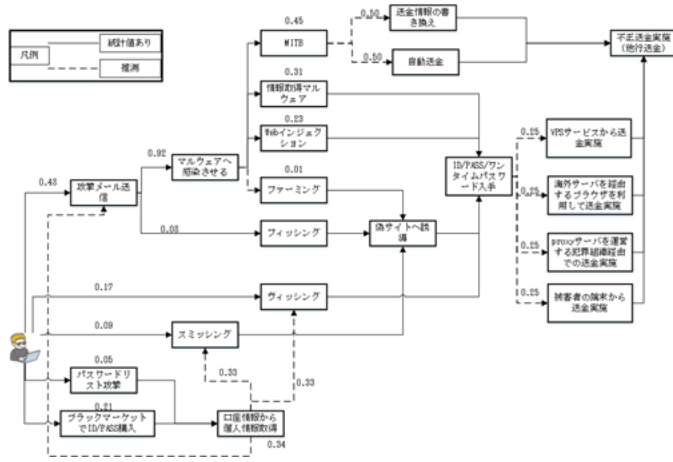 凡例
統計値あり
推測
0.45
MITB
0.50
送金情報の書
き換え
0.50
自動送金
不正送金実施
(他行送金)
0.31
情報取得マル
ウェア
0.23
Webインジェク
ション
0.92
マルウェアへ
感染させる
0.01
ファーミング
0.48
攻撃メール送
信
0.08
フィッシング
偽サイトへ誘
導
ID/PASS/ワン
タイムパスワ
ード入手
0.25
VPSサービスから送
金実施
0.25
海外サーバを経由
するブラウザを利
用して送金実施
0.25
proxyサーバを運営
する犯罪組織経由
での送金実施
0.25
被害者の端末から
送金実施
0.17
ヴィッシング
0.09
スミッシング
0.33
0.33
0.05
パスワードリ
スト攻撃
0.21
ブラックマーケット
でID/PASS購入
口座情報から
個人情報取得
0.34